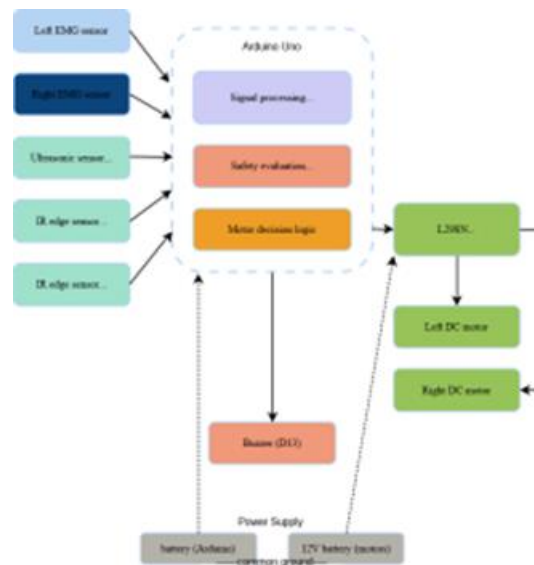 Left EMG sensor
Arduino Uno
Right EMG sensor
Signal processing...
Ultrasonic sensor...
Safety evaluation...
IR edge sensor...
Motor decision logic
L298N...
IR edge sensor...
Left DC motor
Right DC motor
Buzzer (D13)
Power Supply
battery (Arduino)
12V battery (motors)
common ground